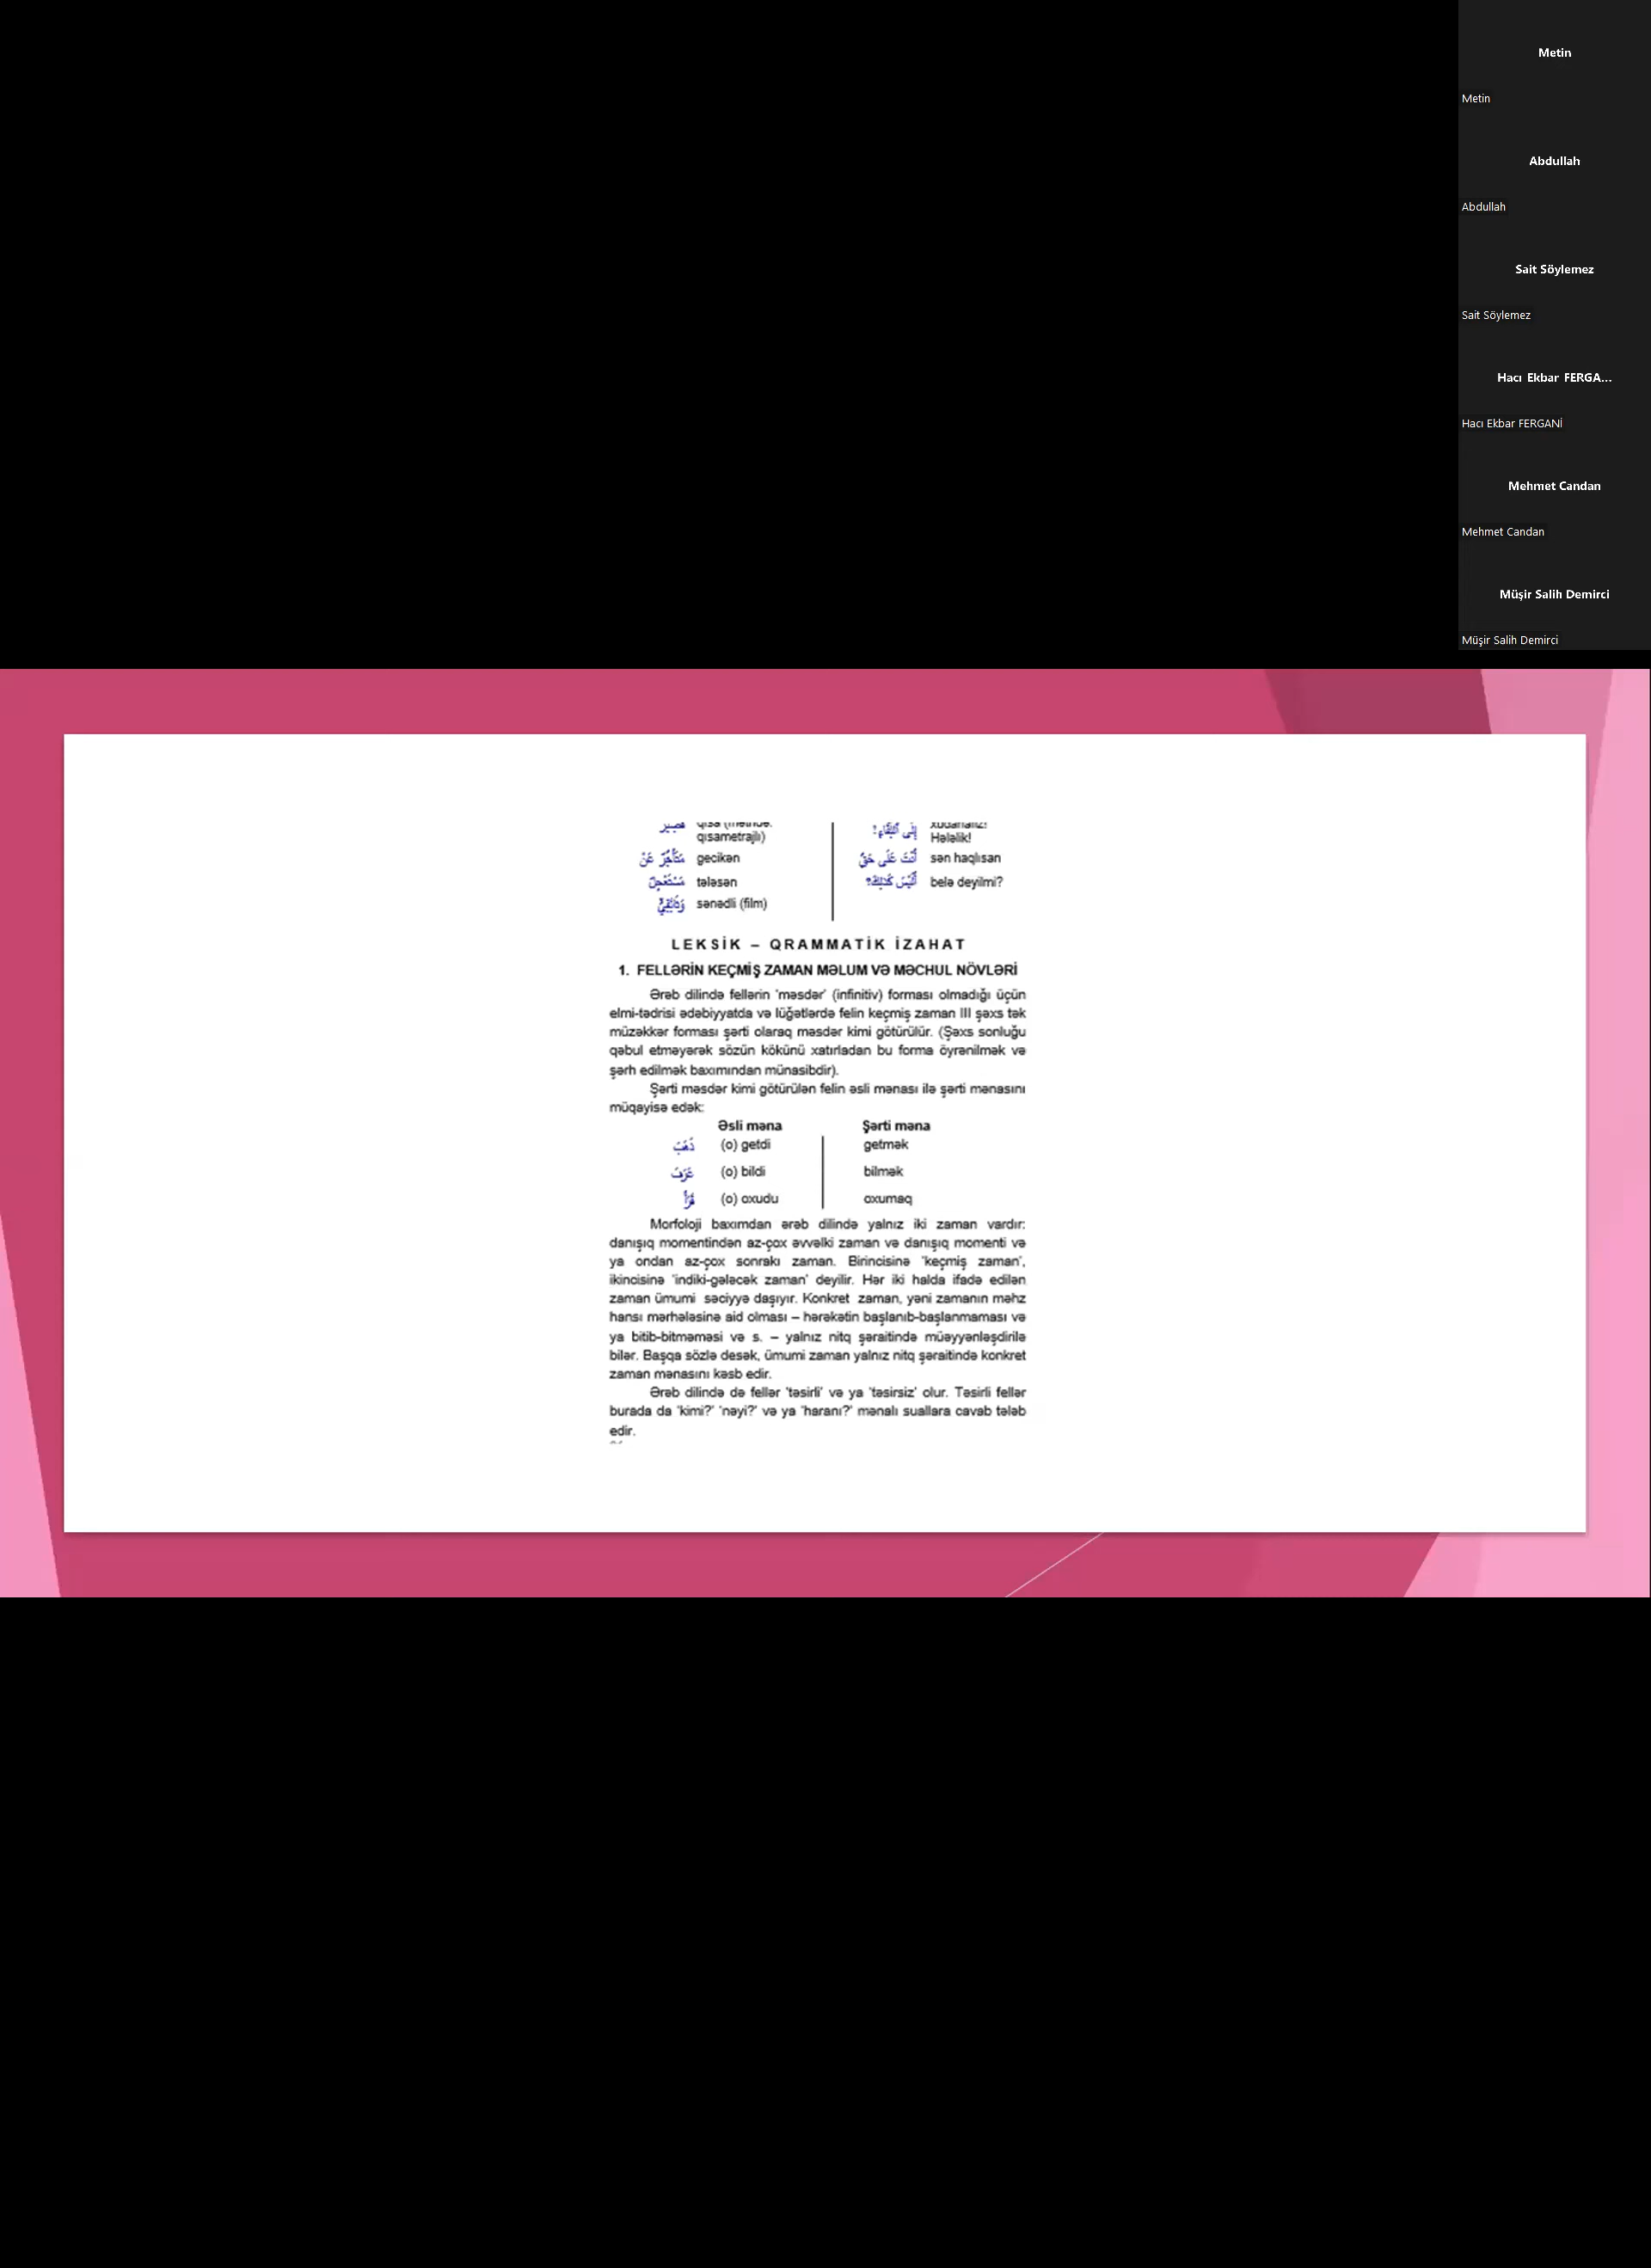 Metin
Metin
Abdullah
Abdullah
Sait Söylemez
Sait Söylemez
Hacı Ekbar FERGA...
Hacı Ekbar FERGANİ
Mehmet Candan
Mehmet Candan
Müşir Salih Demirci
Müşir Salih Demirci
qısametrajlı)
مُتَأَخِّرٌ عَنْ gecikən
مُسْتَعْجِلٌ tələsən
وَثَائِقِيٌّ sənədli (film)
إِلَى اللِّقَاءِ! xudahafiz!
Hələlik!
أَنْتَ عَلَى حَقٍّ sən haqlısan
أَلَيْسَ كَذَلِكَ؟ belə deyilmi?
LEKSİK – QRAMMATİK İZAHAT
1. FELLƏRİN KEÇMİŞ ZAMAN MƏLUM VƏ MƏCHUL NÖVLƏRİ
Ərəb dilində fellərin 'məsdər' (infinitiv) forması olmadığı üçün
elmi-tədrisi ədəbiyyatda və lüğətlərdə felin keçmiş zaman III şəxs tək
müzəkkər forması şərti olaraq məsdər kimi götürülür. (Şəxs sonluğu
qəbul etməyərək sözün kökünü xatırladan bu forma öyrənilmək və
şərh edilmək baxımından münasibdir).
Şərti məsdər kimi götürülən felin əsli mənası ilə şərti mənasını
müqayisə edək:
Əsli məna Şərti məna
ذَهَبَ (o) getdi getmək
عَرَفَ (o) bildi bilmək
قَرَأَ (o) oxudu oxumaq
Morfoloji baxımdan ərəb dilində yalnız iki zaman vardır:
danışıq momentindən az-çox əvvəlki zaman və danışıq momenti və
ya ondan az-çox sonrakı zaman. Birincisinə 'keçmiş zaman',
ikincisinə 'indiki-gələcək zaman' deyilir. Hər iki halda ifadə edilən
zaman ümumi səciyyə daşıyır. Konkret zaman, yəni zamanın məhz
hansı mərhələsinə aid olması – hərəkətin başlanıb-başlanmaması və
ya bitib-bitməməsi və s. – yalnız nitq şəraitində müəyyənləşdirilə
bilər. Başqa sözlə desək, ümumi zaman yalnız nitq şəraitində konkret
zaman mənasını kəsb edir.
Ərəb dilində də fellər 'təsirli' və ya 'təsirsiz' olur. Təsirli fellər
burada da 'kimi?' 'nəyi?' və ya 'haranı?' mənalı suallara cavab tələb
edir.